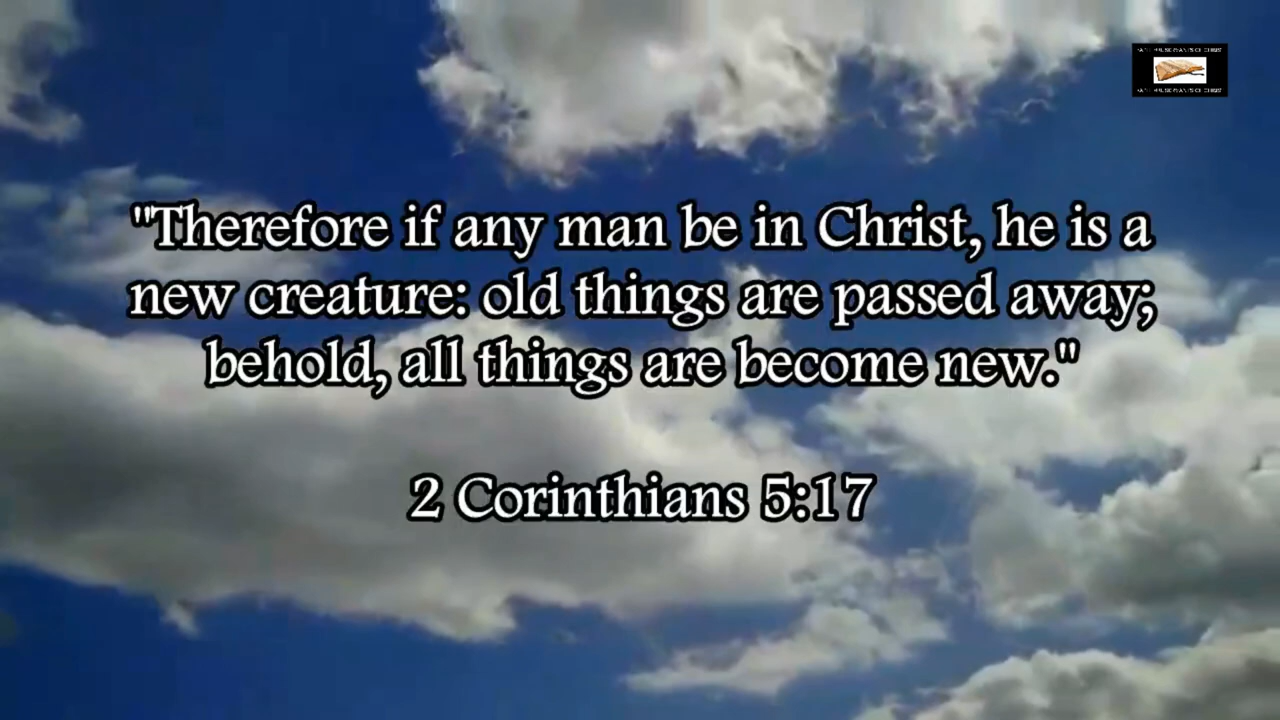 "Therefore if any man be in Christ, he is a
new creature: old things are passed away;
behold, all things are become new."
2 Corinthians 5:17